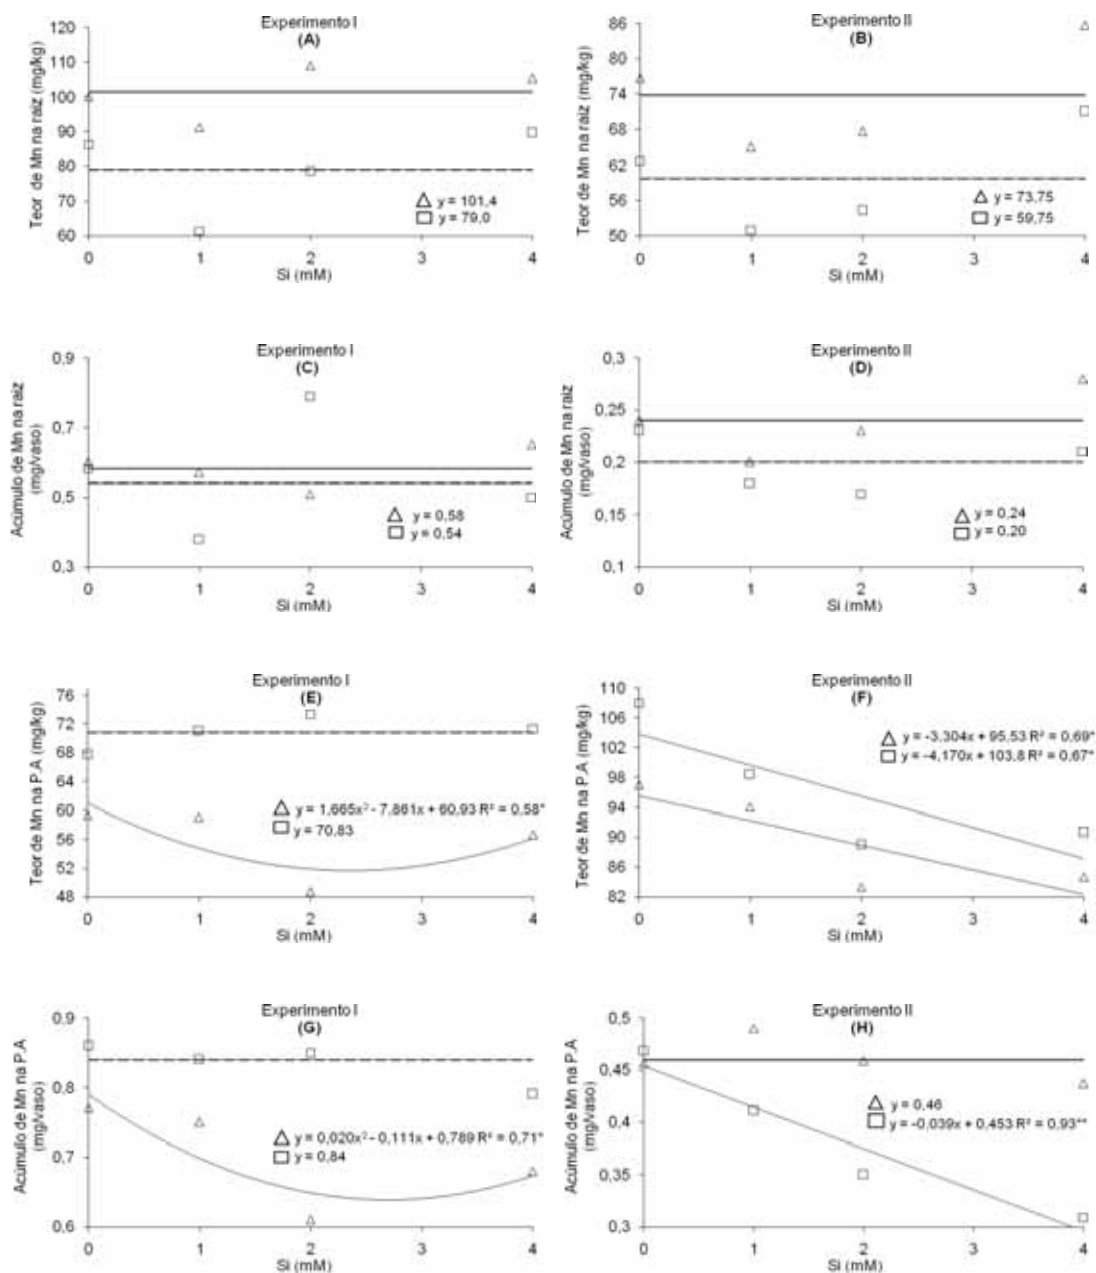 Experimento I
(A)
Teor de Mn na raiz (mg/kg)
120
110
100
90
80
70
60
y = 101,4
y = 79,0
0 1 2 3 4
Si (mM)
Experimento II
(B)
Teor de Mn na raiz (mg/kg)
86
80
74
68
62
56
50
y = 73,75
y = 59,75
0 1 2 3 4
Si (mM)
Experimento I
(C)
Acúmulo de Mn na raiz
(mg/vaso)
0,9
0,7
0,5
0,3
y = 0,58
y = 0,54
0 1 2 3 4
Si (mM)
Experimento II
(D)
Acúmulo de Mn na raiz
(mg/vaso)
0,3
0,25
0,2
0,15
0,1
y = 0,24
y = 0,20
0 1 2 3 4
Si (mM)
Experimento I
(E)
Teor de Mn na P.A (mg/kg)
76
72
68
64
60
56
52
48
y = 1,665x² - 7,861x + 60,93 R² = 0,58*
y = 70,83
0 1 2 3 4
Si (mM)
Experimento II
(F)
Teor de Mn na P.A (mg/kg)
110
106
102
98
94
90
86
82
y = -3,304x + 95,53 R² = 0,69*
y = -4,170x + 103,8 R² = 0,67*
0 1 2 3 4
Si (mM)
Experimento I
(G)
Acúmulo de Mn na P.A
(mg/vaso)
0,9
0,8
0,7
0,6
y = 0,020x² - 0,111x + 0,789 R² = 0,71*
y = 0,84
0 1 2 3 4
Si (mM)
Experimento II
(H)
Acúmulo de Mn na P.A
(mg/vaso)
0,5
0,45
0,4
0,35
0,3
y = 0,46
y = -0,039x + 0,453 R² = 0,93**
0 1 2 3 4
Si (mM)